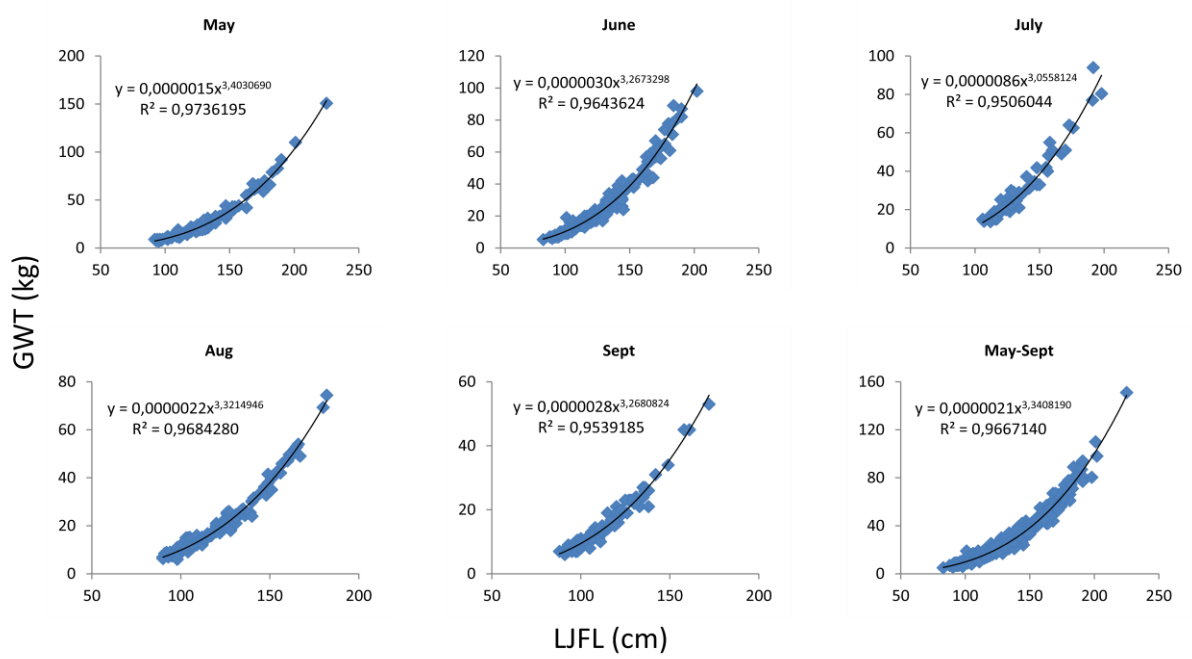 May
200
150
100
50
0
50 100 150 200 250
y = 0,0000015x^3,4030690
R² = 0,9736195
June
120
100
80
60
40
20
0
50 100 150 200 250
y = 0,0000030x^3,2673298
R² = 0,9643624
July
100
80
60
40
20
0
50 100 150 200 250
y = 0,0000086x^3,0558124
R² = 0,9506044
GWT (kg)
Aug
80
60
40
20
0
50 100 150 200
y = 0,0000022x^3,3214946
R² = 0,9684280
Sept
60
40
20
0
50 100 150 200
y = 0,0000028x^3,2680824
R² = 0,9539185
May-Sept
160
120
80
40
0
50 100 150 200 250
y = 0,0000021x^3,3408190
R² = 0,9667140
LJFL (cm)